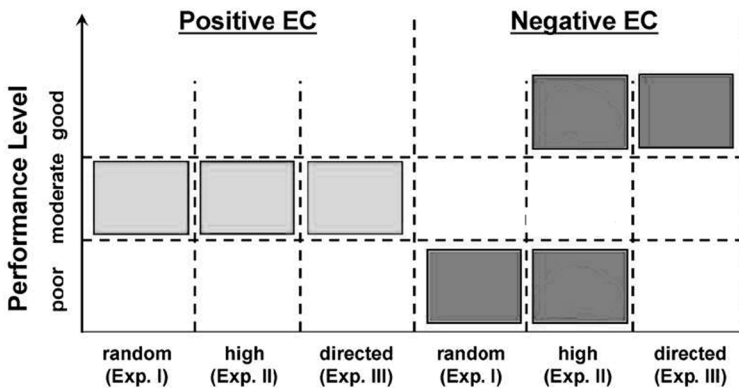 Positive EC
Negative EC
Performance Level
good
moderate
poor
random
(Exp. I)
high
(Exp. II)
directed
(Exp. III)
random
(Exp. I)
high
(Exp. II)
directed
(Exp. III)